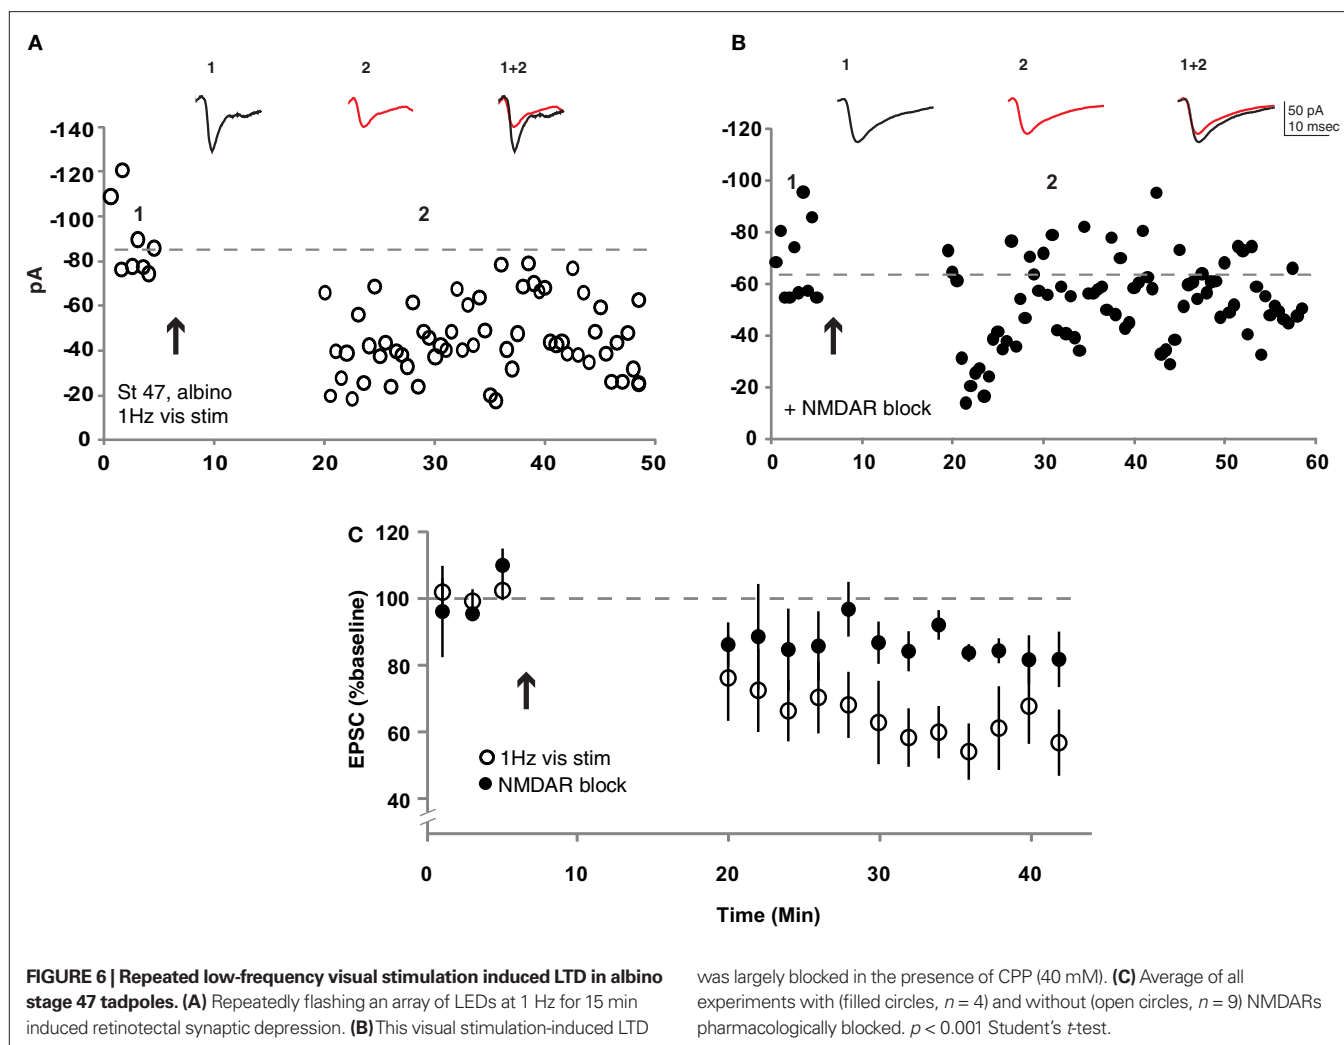 A
1
2
1+2
-140
-120
-100
-80
-60
-40
-20
0
pA
1
2
St 47, albino
1Hz vis stim
0
10
20
30
40
50
B
1
2
1+2
50 pA
10 msec
-120
-100
-80
-60
-40
-20
0
1
2
+ NMDAR block
0
10
20
30
40
50
60
C
120
100
80
60
40
EPSC (%baseline)
1Hz vis stim
NMDAR block
0
10
20
30
40
Time (Min)
FIGURE 6 | Repeated low-frequency visual stimulation induced LTD in albino
stage 47 tadpoles. (A) Repeatedly flashing an array of LEDs at 1 Hz for 15 min
induced retinotectal synaptic depression. (B) This visual stimulation-induced LTD
was largely blocked in the presence of CPP (40 mM). (C) Average of all
experiments with (filled circles, n = 4) and without (open circles, n = 9) NMDARs
pharmacologically blocked. p < 0.001 Student's t-test.